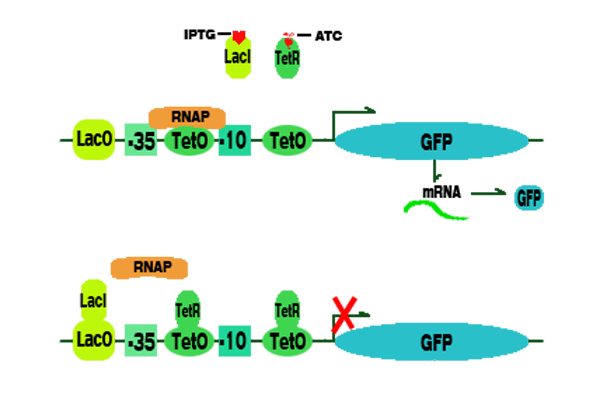 IPTG
ATC
LacI
TetR
RNAP
LacO
-35
TetO
-10
TetO
GFP
mRNA
GFP
RNAP
LacI
TetR
TetR
LacO
-35
TetO
-10
TetO
GFP